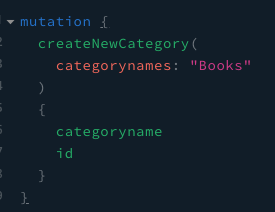 mutation {
createNewCategory(
categorynames: "Books"
)
{
categoryname
id
}
}